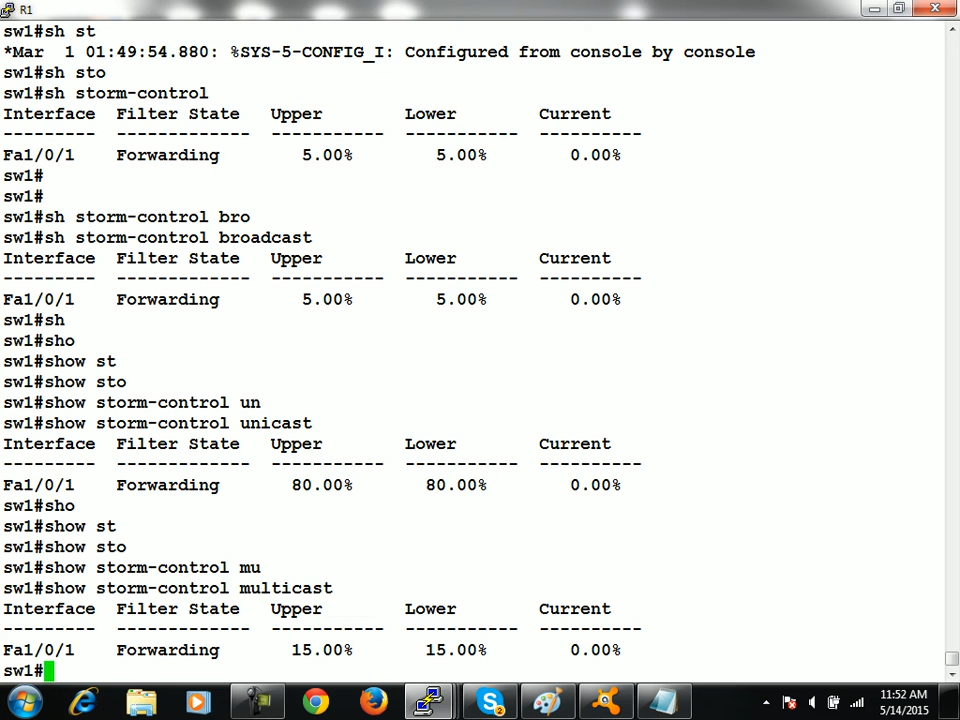 R1
sw1#sh st
*Mar  1 01:49:54.880: %SYS-5-CONFIG_I: Configured from console by console
sw1#sh sto
sw1#sh storm-control
Interface  Filter State   Upper        Lower        Current
---------  -------------  -----------  -----------  ----------
Fa1/0/1    Forwarding        5.00%        5.00%        0.00%
sw1#
sw1#
sw1#sh storm-control bro
sw1#sh storm-control broadcast
Interface  Filter State   Upper        Lower        Current
---------  -------------  -----------  -----------  ----------
Fa1/0/1    Forwarding        5.00%        5.00%        0.00%
sw1#sh
sw1#sho
sw1#show st
sw1#show sto
sw1#show storm-control un
sw1#show storm-control unicast
Interface  Filter State   Upper        Lower        Current
---------  -------------  -----------  -----------  ----------
Fa1/0/1    Forwarding       80.00%       80.00%        0.00%
sw1#sho
sw1#show st
sw1#show sto
sw1#show storm-control mu
sw1#show storm-control multicast
Interface  Filter State   Upper        Lower        Current
---------  -------------  -----------  -----------  ----------
Fa1/0/1    Forwarding       15.00%       15.00%        0.00%
sw1#
11:52 AM
5/14/2015